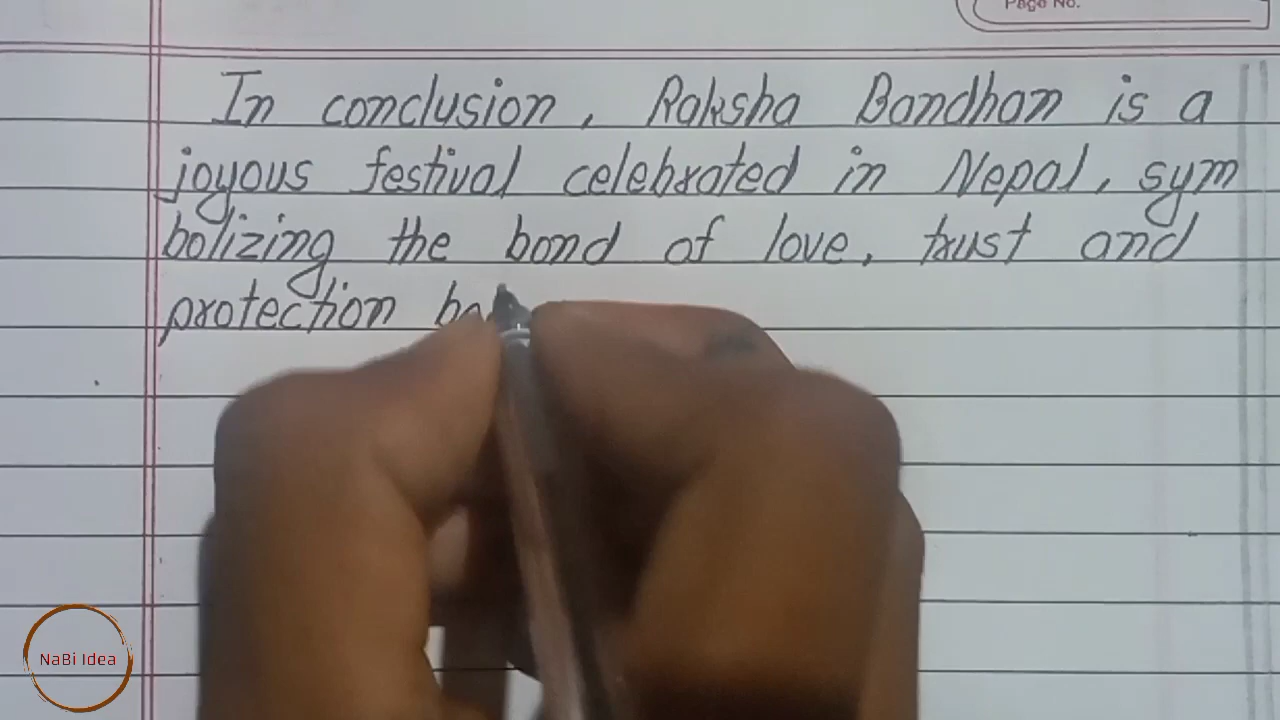 Page No.
In conclusion, Raksha Bandhan is a
joyous festival celebrated in Nepal, sym
bolizing the bond of love, trust and
protection
NaBi Idea